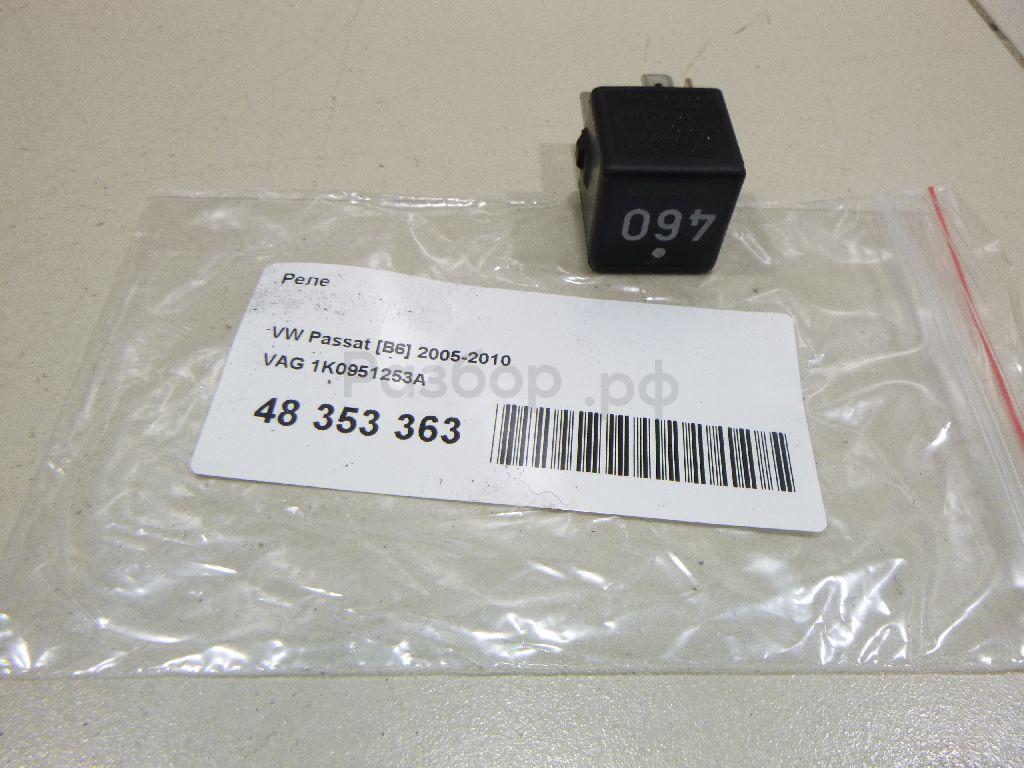 460
Реле
VW Passat [B6] 2005-2010
VAG 1K0951253A
Разбор.рф
48 353 363